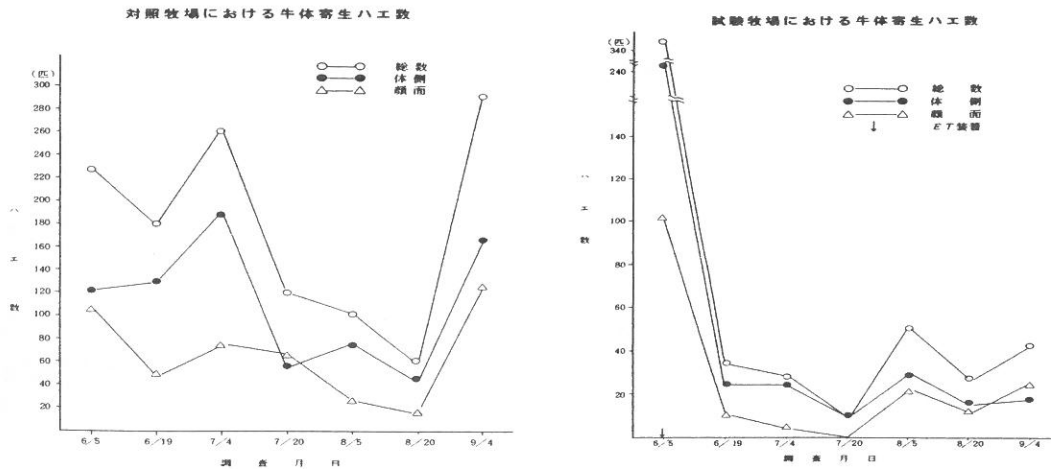 対照牧場における牛体寄生ハエ数
(匹)
300
280
260
240
220
200
180
160
140
120
100
80
60
40
20
ハエ数
総数
体側
顔面
6/5
6/19
7/4
7/20
8/5
8/20
9/4
調査月日
試験牧場における牛体寄生ハエ数
(匹)
340
240
140
120
100
80
60
40
20
ハエ数
総数
体側
顔面
ET装着
6/5
6/19
7/4
7/20
8/5
8/20
9/4
調査月日